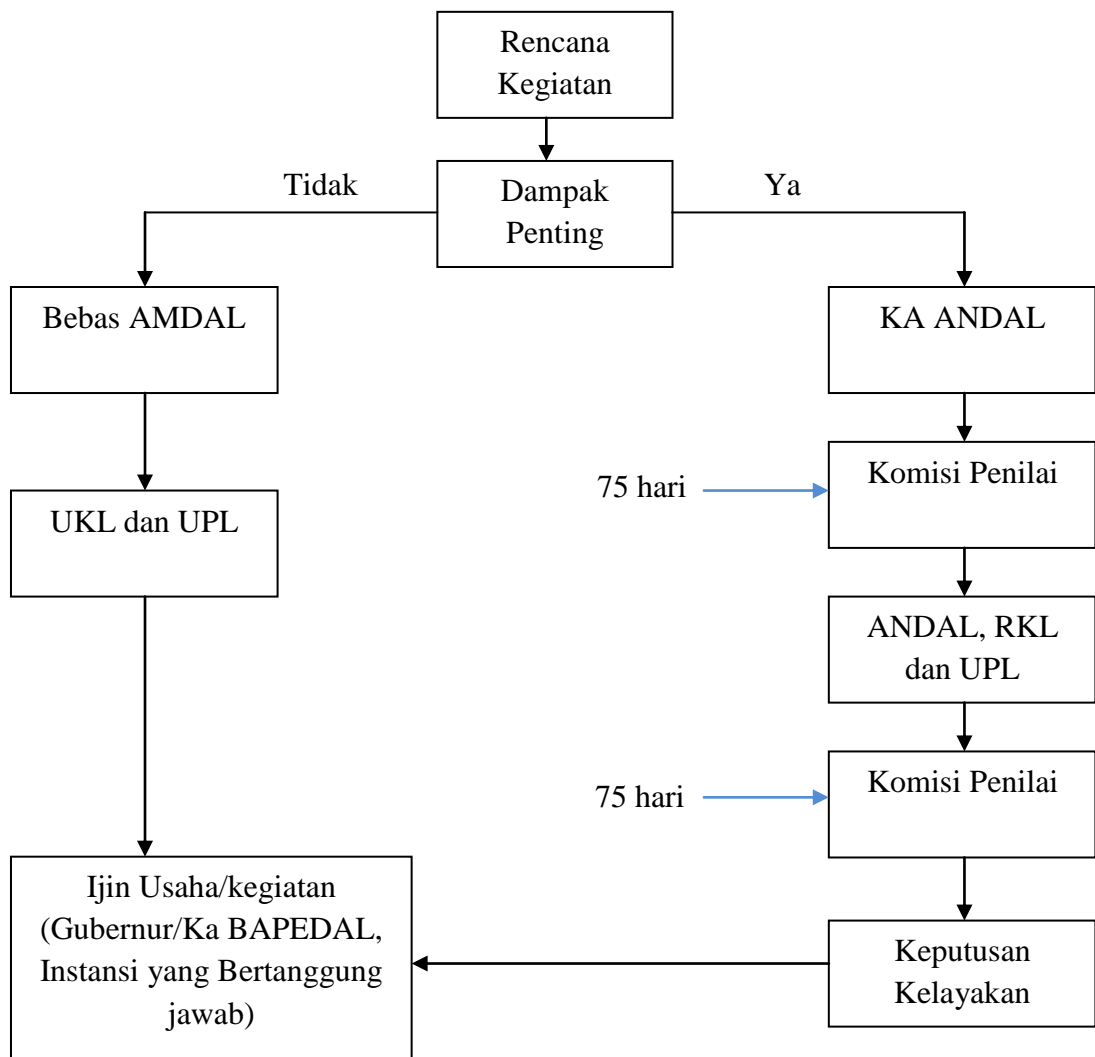 Rencana
Kegiatan
Tidak
Dampak
Penting
Ya
Bebas AMDAL
KA ANDAL
75 hari
Komisi Penilai
UKL dan UPL
ANDAL, RKL
dan UPL
75 hari
Komisi Penilai
Ijin Usaha/kegiatan
(Gubernur/Ka BAPEDAL,
Instansi yang Bertanggung
jawab)
Keputusan
Kelayakan